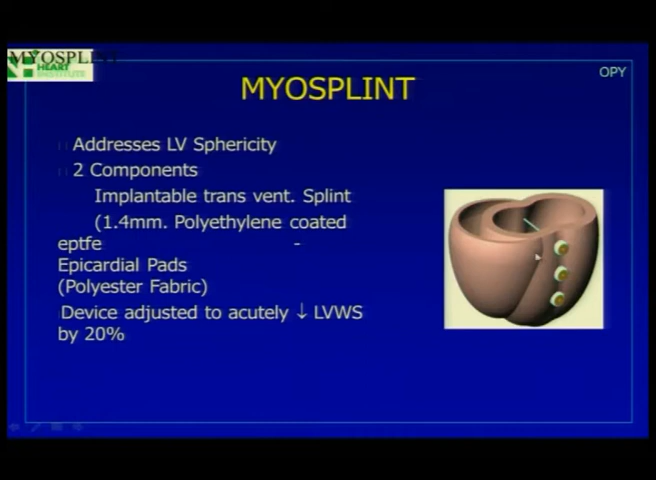 MYOSPLINT
HEART
INSTITUTE
OPY
MYOSPLINT
Addresses LV Sphericity
2 Components
Implantable trans vent. Splint
(1.4mm. Polyethylene coated
eptfe -
Epicardial Pads
(Polyester Fabric)
Device adjusted to acutely ↓ LVWS
by 20%